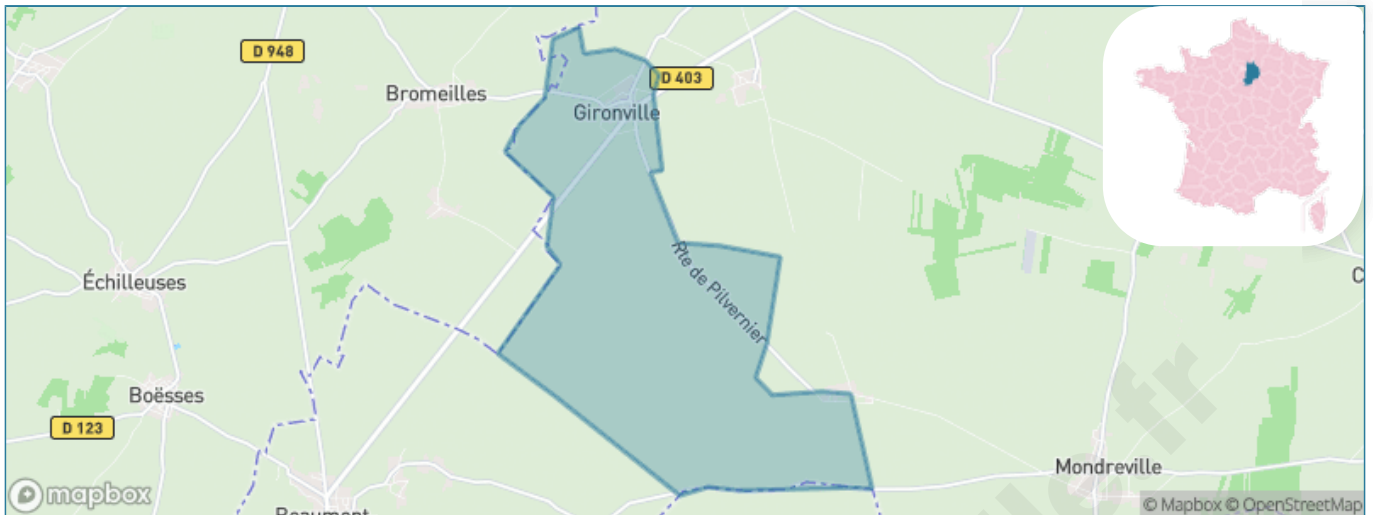 D 948
D 403
Bromeilles
Gironville
Rte de Pilvernier
Échilleuses
C
Boësses
D 123
Mondreville
mapbox
© Mapbox © OpenStreetMap